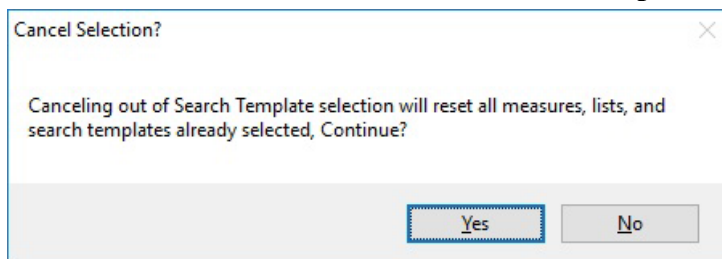 Cancel Selection?
Canceling out of Search Template selection will reset all measures, lists, and
search templates already selected, Continue?
Yes
No